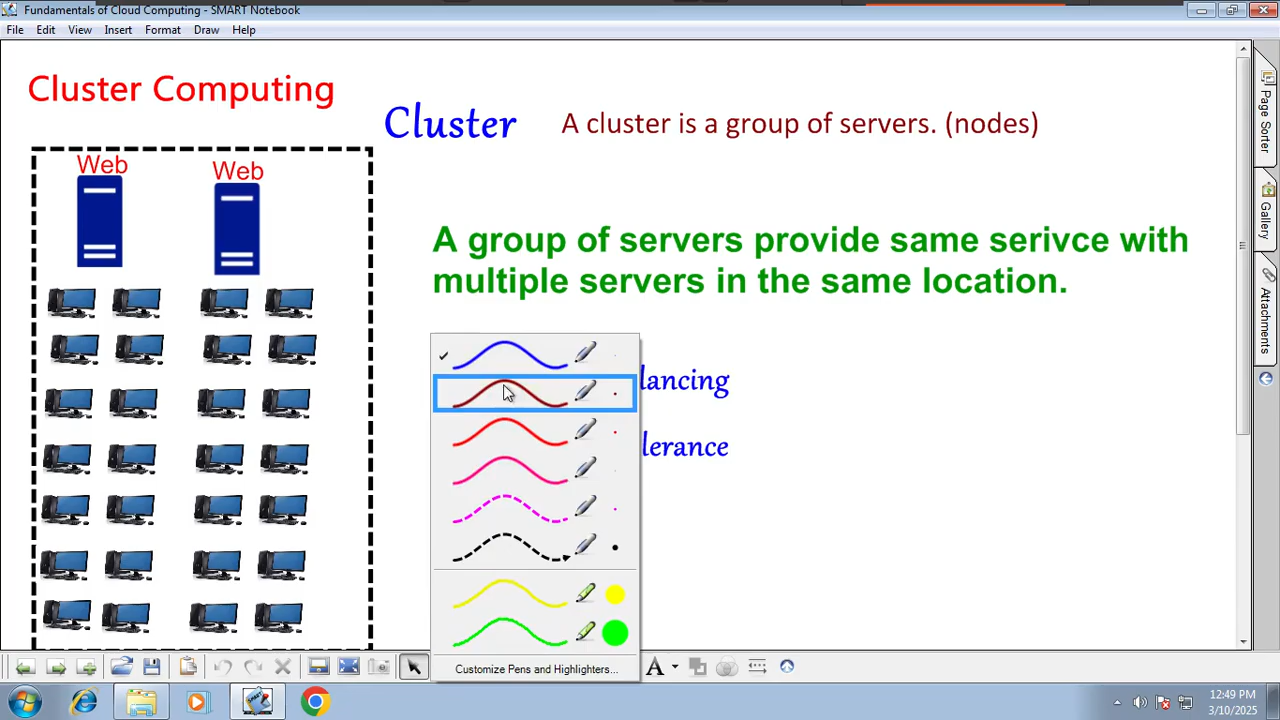 Fundamentals of Cloud Computing - SMART Notebook
File Edit View Insert Format Draw Help
Cluster Computing
Cluster A cluster is a group of servers. (nodes)
Web Web
A group of servers provide same serivce with
multiple servers in the same location.
lancing
lerance
Customize Pens and Highlighters...
A
Page Sorter
Gallery
Attachments
12:49 PM
3/10/2025